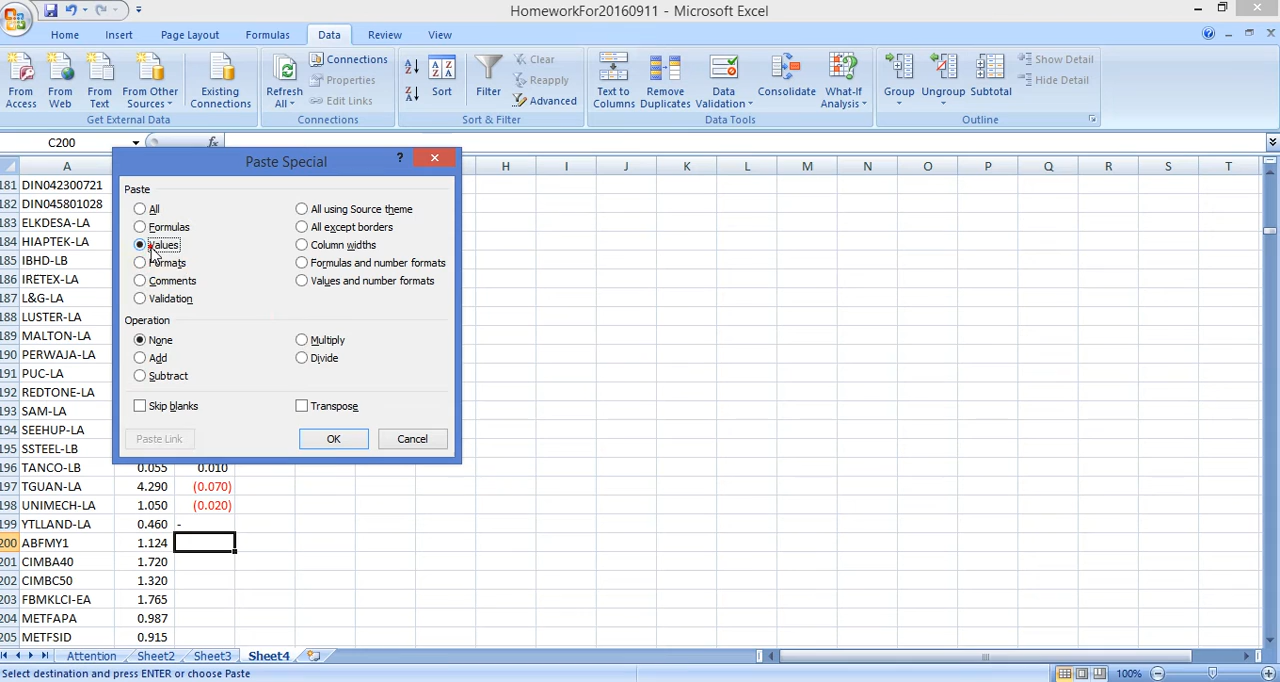 HomeworkFor20160911 - Microsoft Excel
Home Insert Page Layout Formulas Data Review View
From Access
From Web
From Text
From Other Sources
Existing Connections
Get External Data
Refresh All
Connections
Properties
Edit Links
Connections
Sort
Filter
Clear
Reapply
Advanced
Sort & Filter
Text to Columns
Remove Duplicates
Data Validation
Consolidate
What-If Analysis
Data Tools
Group
Ungroup
Subtotal
Show Detail
Hide Detail
Outline
C200 fx
A H I J K L M N O P Q R S T
Paste Special ?
Paste
All
Formulas
Values
Formats
Comments
Validation
All using Source theme
All except borders
Column widths
Formulas and number formats
Values and number formats
Operation
None
Add
Subtract
Multiply
Divide
Skip blanks
Transpose
Paste Link OK Cancel
181 DIN042300721
182 DIN045801028
183 ELKDESA-LA
184 HIAPTEK-LA
185 IBHD-LB
186 IRETEX-LA
187 L&G-LA
188 LUSTER-LA
189 MALTON-LA
190 PERWAJA-LA
191 PUC-LA
192 REDTONE-LA
193 SAM-LA
194 SEEHUP-LA
195 SSTEEL-LB
196 TANCO-LB 0.055 0.010
197 TGUAN-LA 4.290 (0.070)
198 UNIMECH-LA 1.050 (0.020)
199 YTLLAND-LA 0.460 -
200 ABFMY1 1.124
201 CIMBA40 1.720
202 CIMBC50 1.320
203 FBMKLCI-EA 1.765
204 METFAPA 0.987
205 METFSID 0.915
Attention Sheet2 Sheet3 Sheet4
Select destination and press ENTER or choose Paste
100%